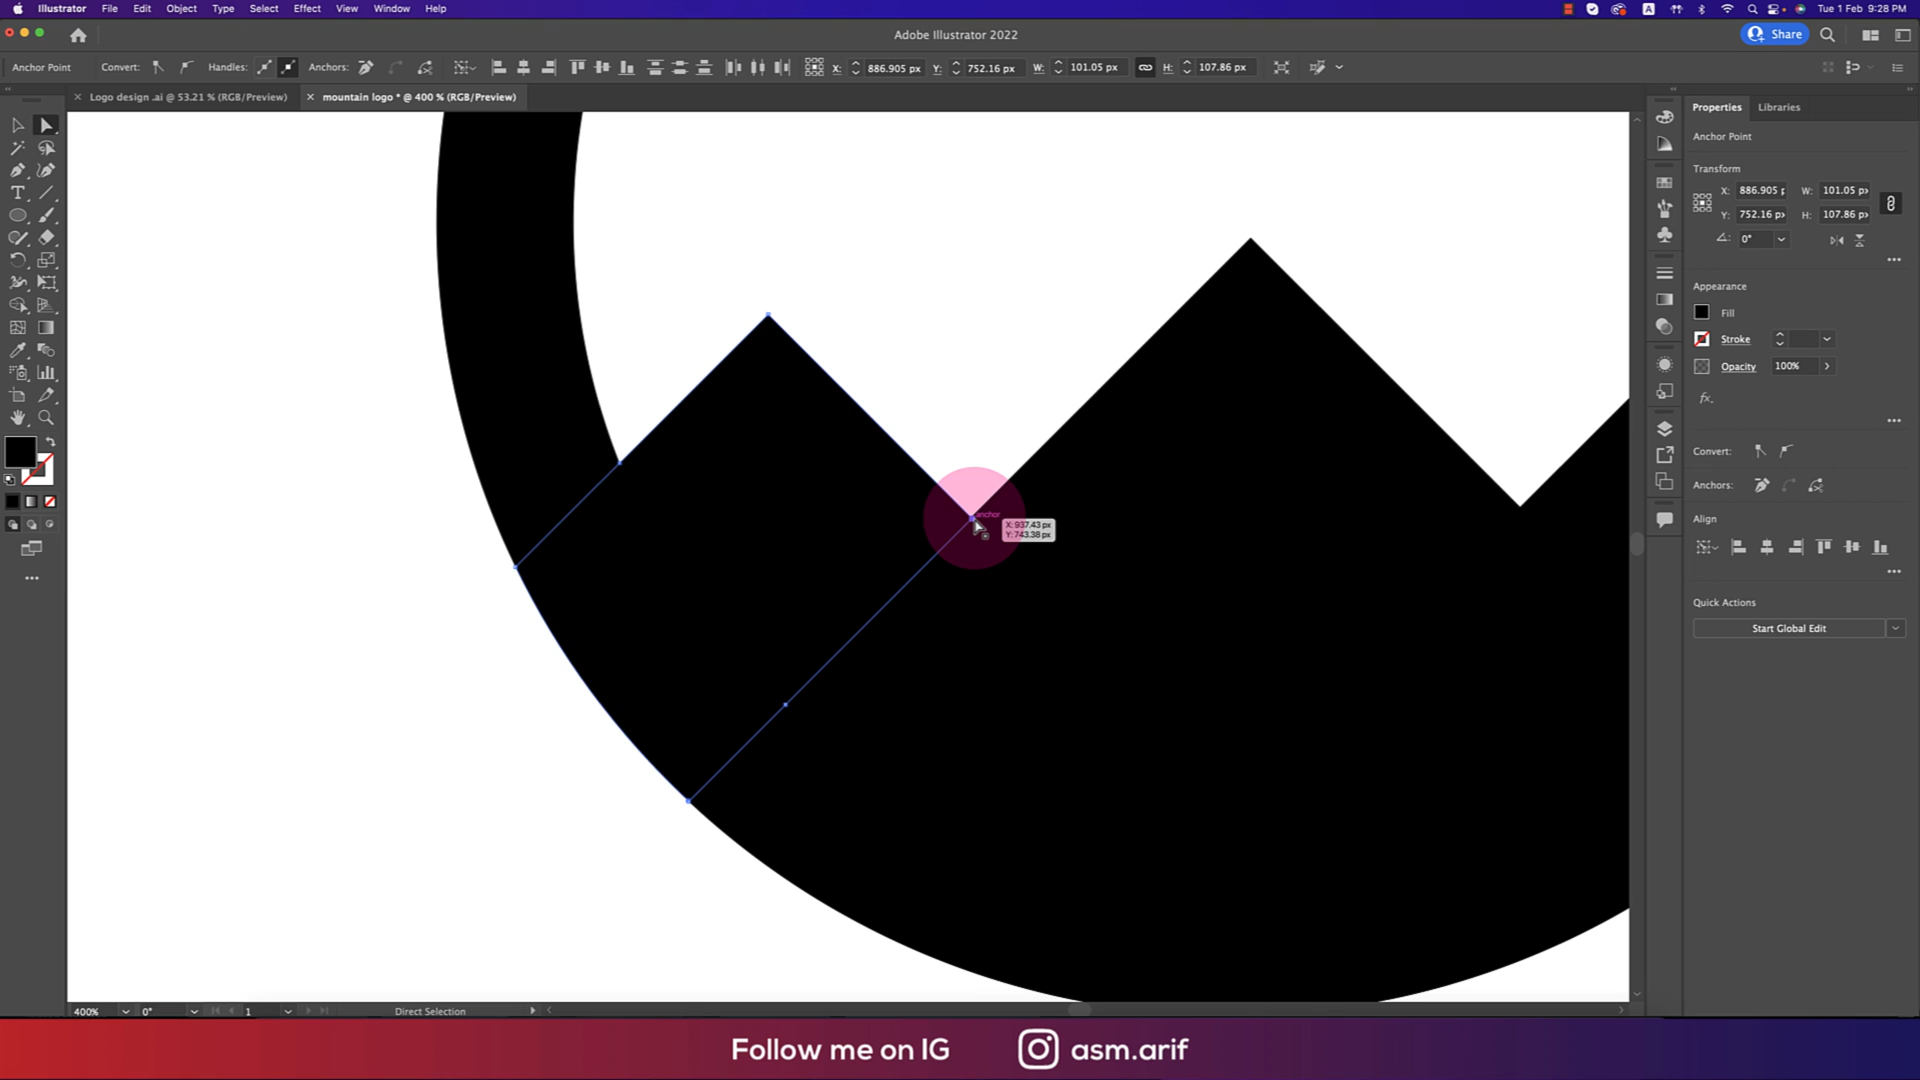 Illustrator File Edit Object Type Select Effect View Window Help
A
Tue 1 Feb 9:28 PM
Adobe Illustrator 2022
Share
Anchor Point Convert: Handles: Anchors: X: 886.905 px Y: 752.16 px W: 101.05 px H: 107.86 px
Logo design .ai @ 53.21 % (RGB/Preview)
mountain logo * @ 400 % (RGB/Preview)
Properties Libraries
Anchor Point
Transform
X: 886.905 p W: 101.05 px
Y: 752.16 px H: 107.86 px
0°
Appearance
Fill
Stroke
Opacity 100%
fx.
Convert:
Anchors:
Align
Quick Actions
Start Global Edit
anchor
X: 937.43 px
Y: 743.38 px
400% 0° 1 Direct Selection
Follow me on IG
asm.arif